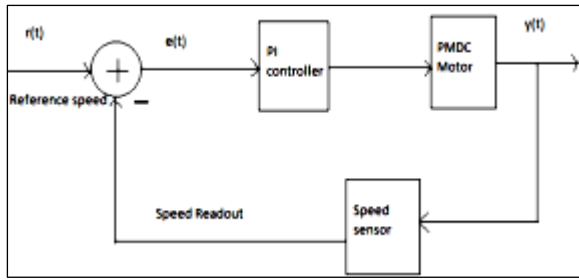 r(t)
e(t)
PI
controller
PMDC
Motor
y(t)
+
Reference speed
−
Speed Readout
Speed
sensor